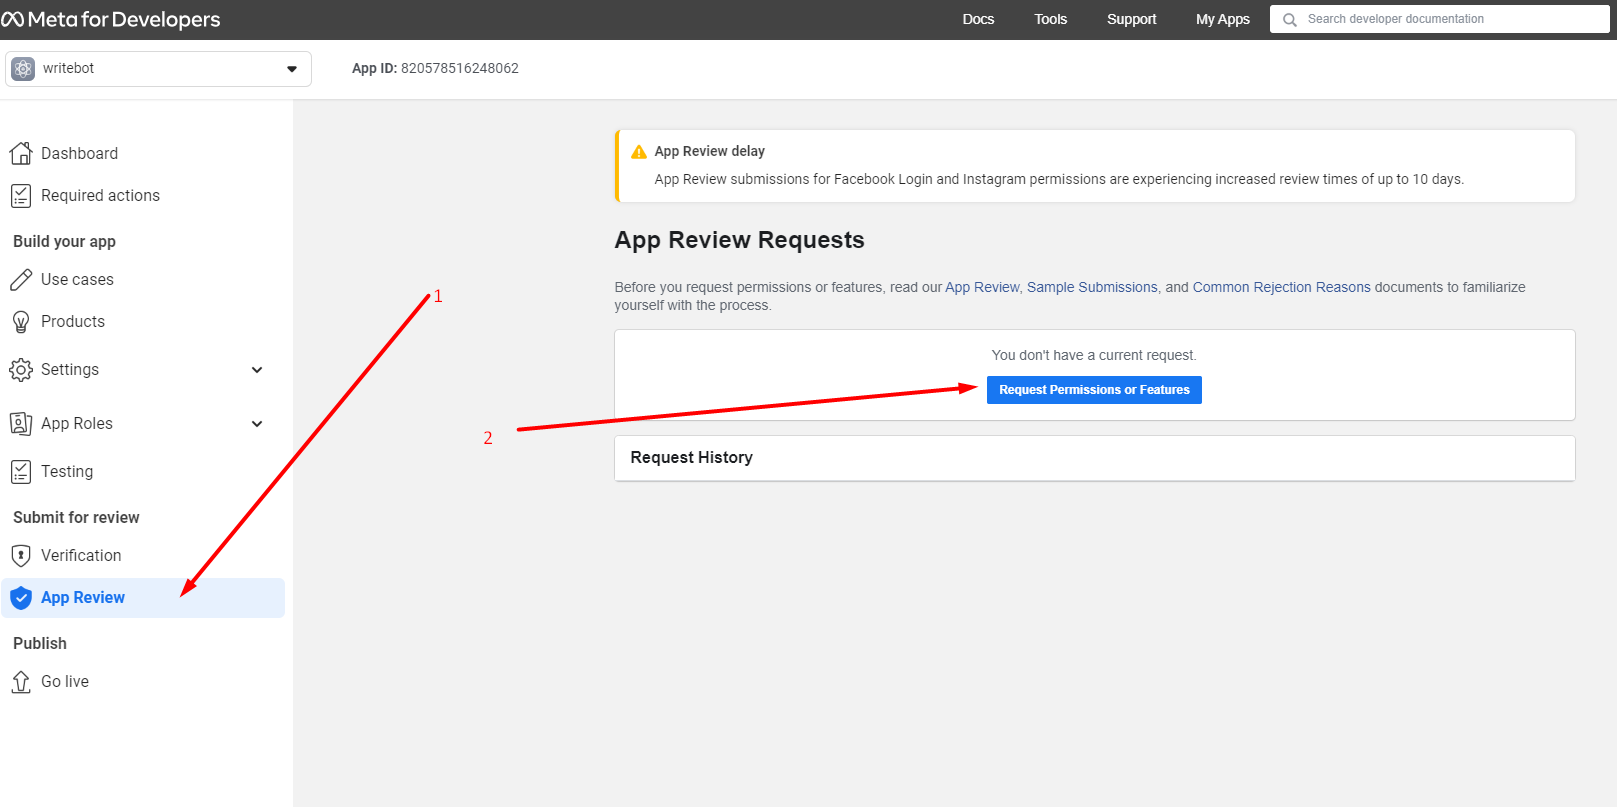 Meta for Developers
Docs
Tools
Support
My Apps
Search developer documentation
writebot
App ID: 820578516248062
Dashboard
Required actions
Build your app
Use cases
Products
Settings
App Roles
Testing
Submit for review
Verification
App Review
Publish
Go live
1
2
App Review delay
App Review submissions for Facebook Login and Instagram permissions are experiencing increased review times of up to 10 days.
App Review Requests
Before you request permissions or features, read our App Review, Sample Submissions, and Common Rejection Reasons documents to familiarize
yourself with the process.
You don't have a current request.
Request Permissions or Features
Request History